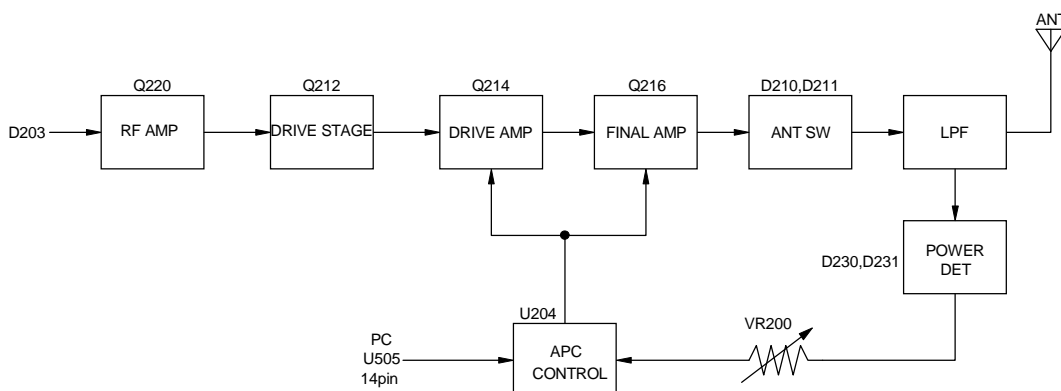 ANT
Q220
Q212
Q214
Q216
D210,D211
D203
RF AMP
DRIVE STAGE
DRIVE AMP
FINAL AMP
ANT SW
LPF
D230,D231
POWER
DET
U204
VR200
PC
U505
14pin
APC
CONTROL